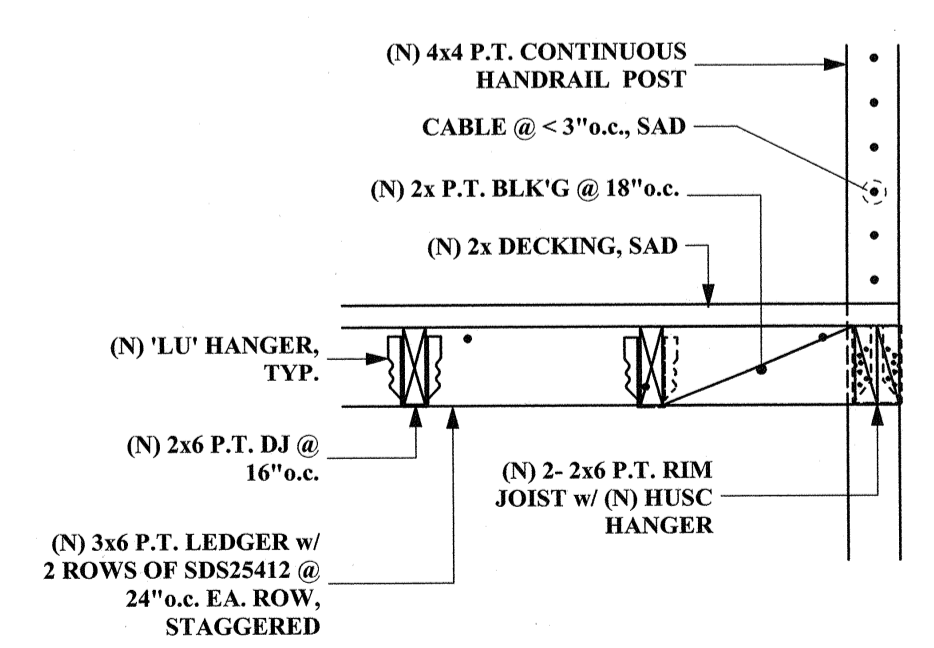 (N) 4x4 P.T. CONTINUOUS
HANDRAIL POST
CABLE @ < 3"o.c., SAD
(N) 2x P.T. BLK'G @ 18"o.c.
(N) 2x DECKING, SAD
(N) 'LU' HANGER,
TYP.
(N) 2x6 P.T. DJ @
16"o.c.
(N) 2- 2x6 P.T. RIM
JOIST w/ (N) HUSC
HANGER
(N) 3x6 P.T. LEDGER w/
2 ROWS OF SDS25412 @
24"o.c. EA. ROW,
STAGGERED